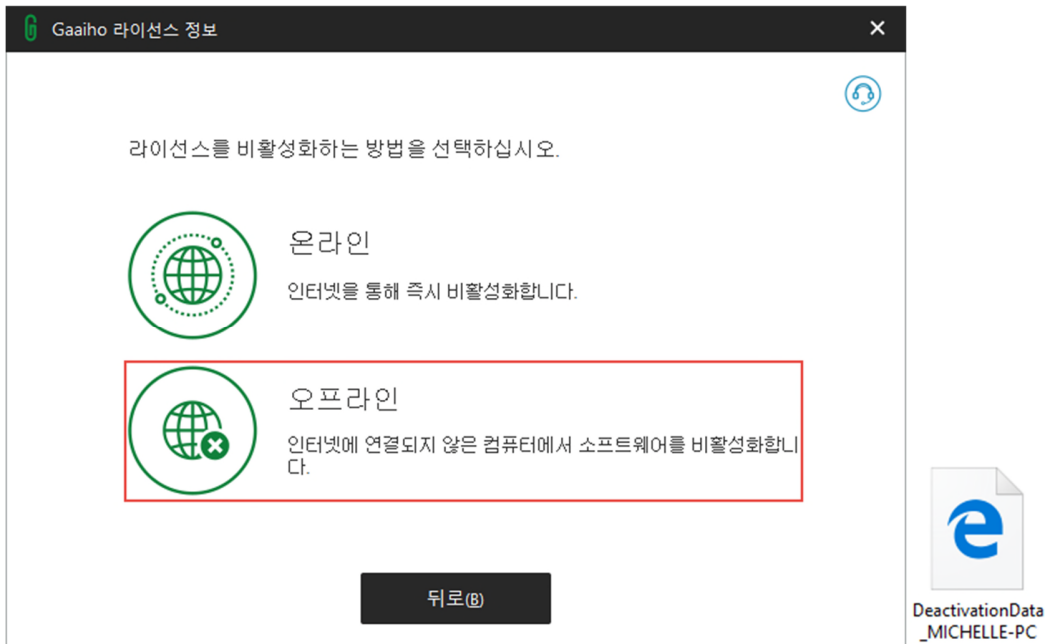 Gaaiho 라이선스 정보
라이선스를 비활성화하는 방법을 선택하십시오.
온라인
인터넷을 통해 즉시 비활성화합니다.
오프라인
인터넷에 연결되지 않은 컴퓨터에서 소프트웨어를 비활성화합니
다.
뒤로(B)
DeactivationData
_MICHELLE-PC